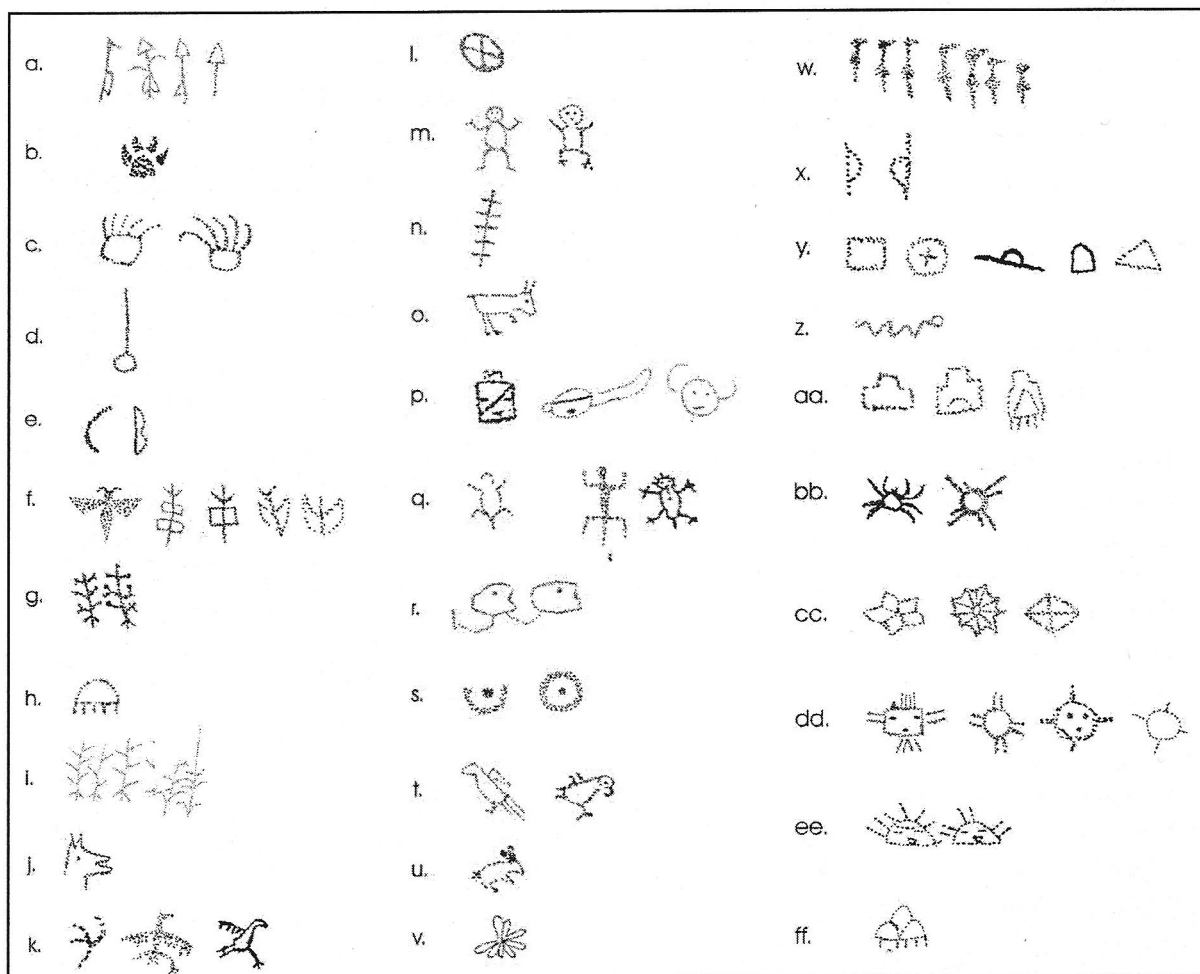 a.
b.
c.
d.
e.
f.
g.
h.
i.
j.
k.
l.
m.
n.
o.
p.
q.
r.
s.
t.
u.
v.
w.
x.
y.
z.
aa.
bb.
cc.
dd.
ee.
ff.